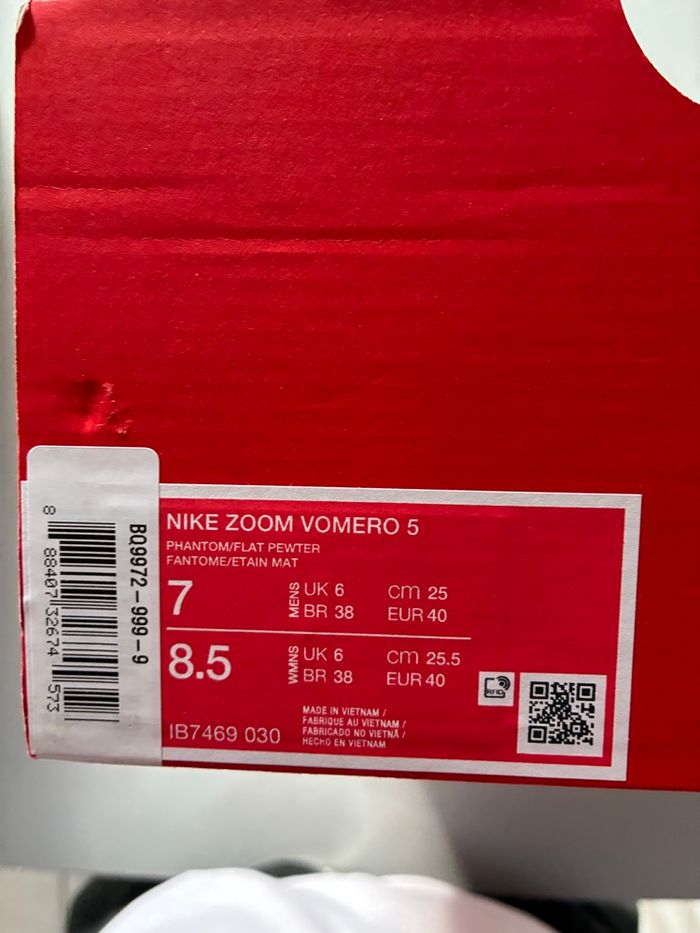 NIKE ZOOM VOMERO 5
PHANTOM/FLAT PEWTER
FANTOME/ETAIN MAT
7
MENS
UK 6
BR 38
cm 25
EUR 40
8.5
WMNS
UK 6
BR 38
cm 25.5
EUR 40
IB7469 030
MADE IN VIETNAM /
FABRIQUE AU VIETNAM /
FABRICADO NO VIETNÃ /
HECHO EN VIETNAM
RFID
BQ9972-999-9
8 88407 32674 573